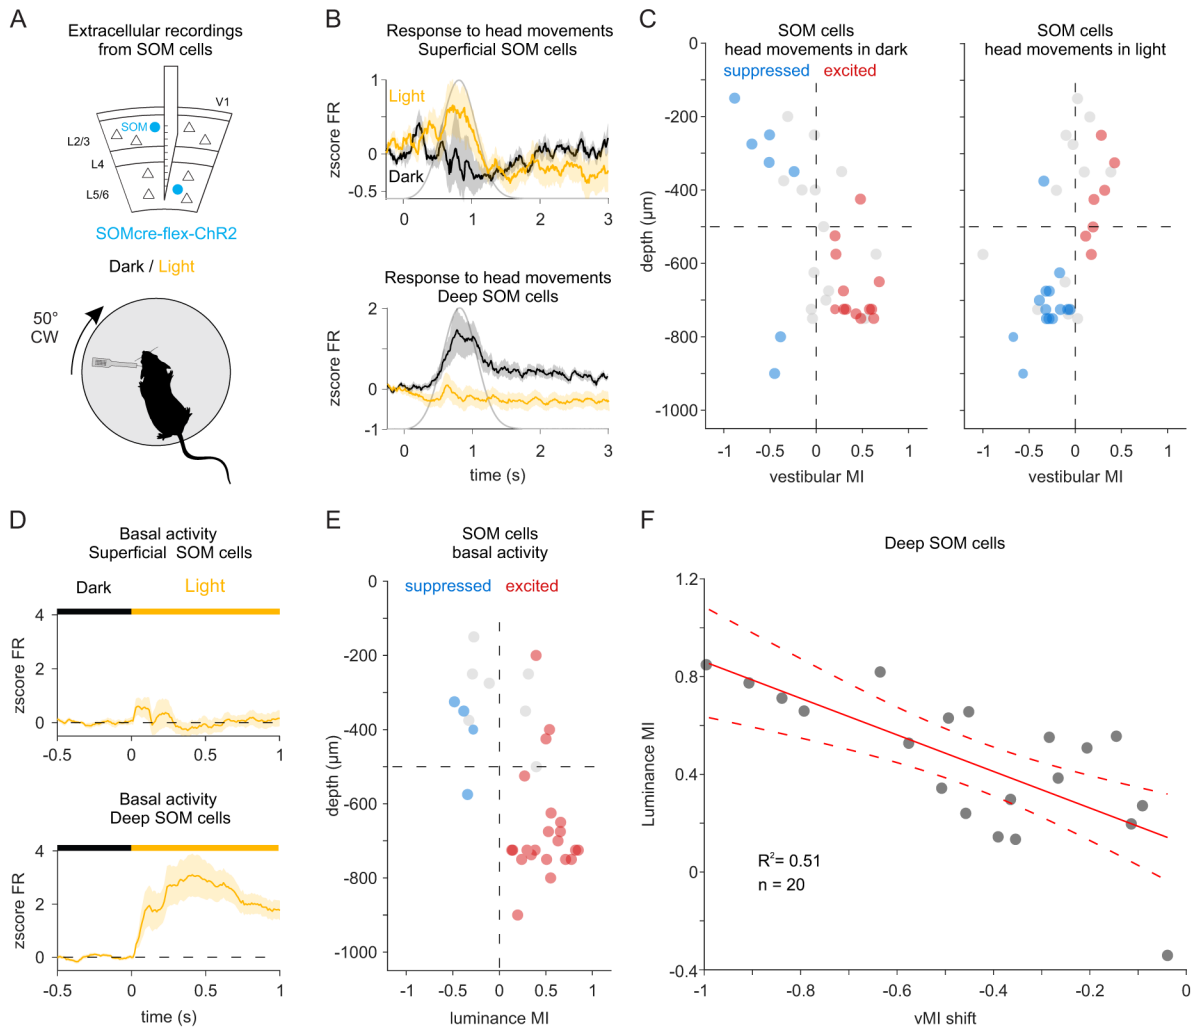 A
Extracellular recordings
from SOM cells
V1
SOM
L2/3
L4
L5/6
SOMcre-flex-ChR2
Dark / Light
50°
CW
B
Response to head movements
Superficial SOM cells
1
0
-0.5
zscore FR
Light
Dark
0
1
2
3
Response to head movements
Deep SOM cells
2
1
0
-1
zscore FR
0
1
2
3
time (s)
C
SOM cells
head movements in dark
suppressed
excited
0
-200
-400
-600
-800
-1000
depth (μm)
-1
-0.5
0
0.5
1
vestibular MI
SOM cells
head movements in light
-1
-0.5
0
0.5
1
vestibular MI
D
Basal activity
Superficial SOM cells
Dark
Light
4
2
0
zscore FR
-0.5
0
0.5
1
Basal activity
Deep SOM cells
4
2
0
zscore FR
-0.5
0
0.5
1
time (s)
E
SOM cells
basal activity
suppressed
excited
0
-200
-400
-600
-800
-1000
depth (μm)
-1
-0.5
0
0.5
1
luminance MI
F
Deep SOM cells
1.2
0.8
0.4
0
-0.4
Luminance MI
R²= 0.51
n = 20
-1
-0.8
-0.6
-0.4
-0.2
0
vMI shift